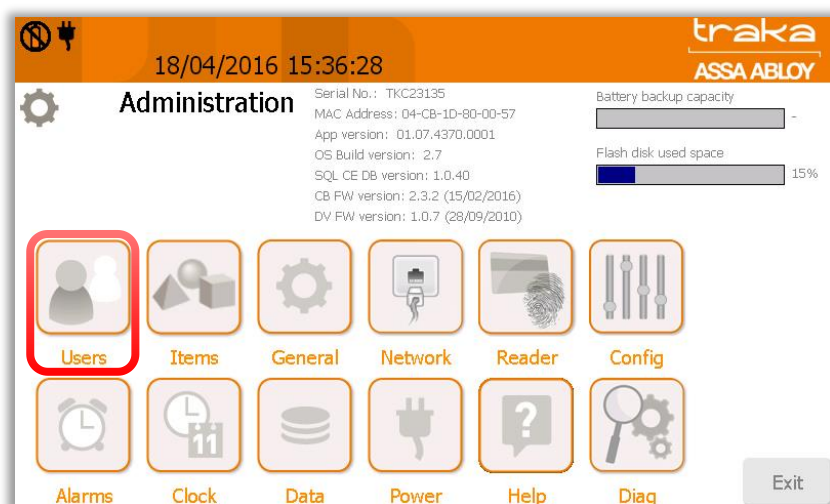 traka
18/04/2016 15:36:28
ASSA ABLOY
Administration
Serial No.: TKC23135
MAC Address: 04-CB-1D-80-00-57
App version: 01.07.4370.0001
OS Build version: 2.7
SQL CE DB version: 1.0.40
CB FW version: 2.3.2 (15/02/2016)
DV FW version: 1.0.7 (28/09/2010)
Battery backup capacity
-
Flash disk used space
15%
Users Items General Network Reader Config
11
?
Alarms Clock Data Power Help Diag
Exit